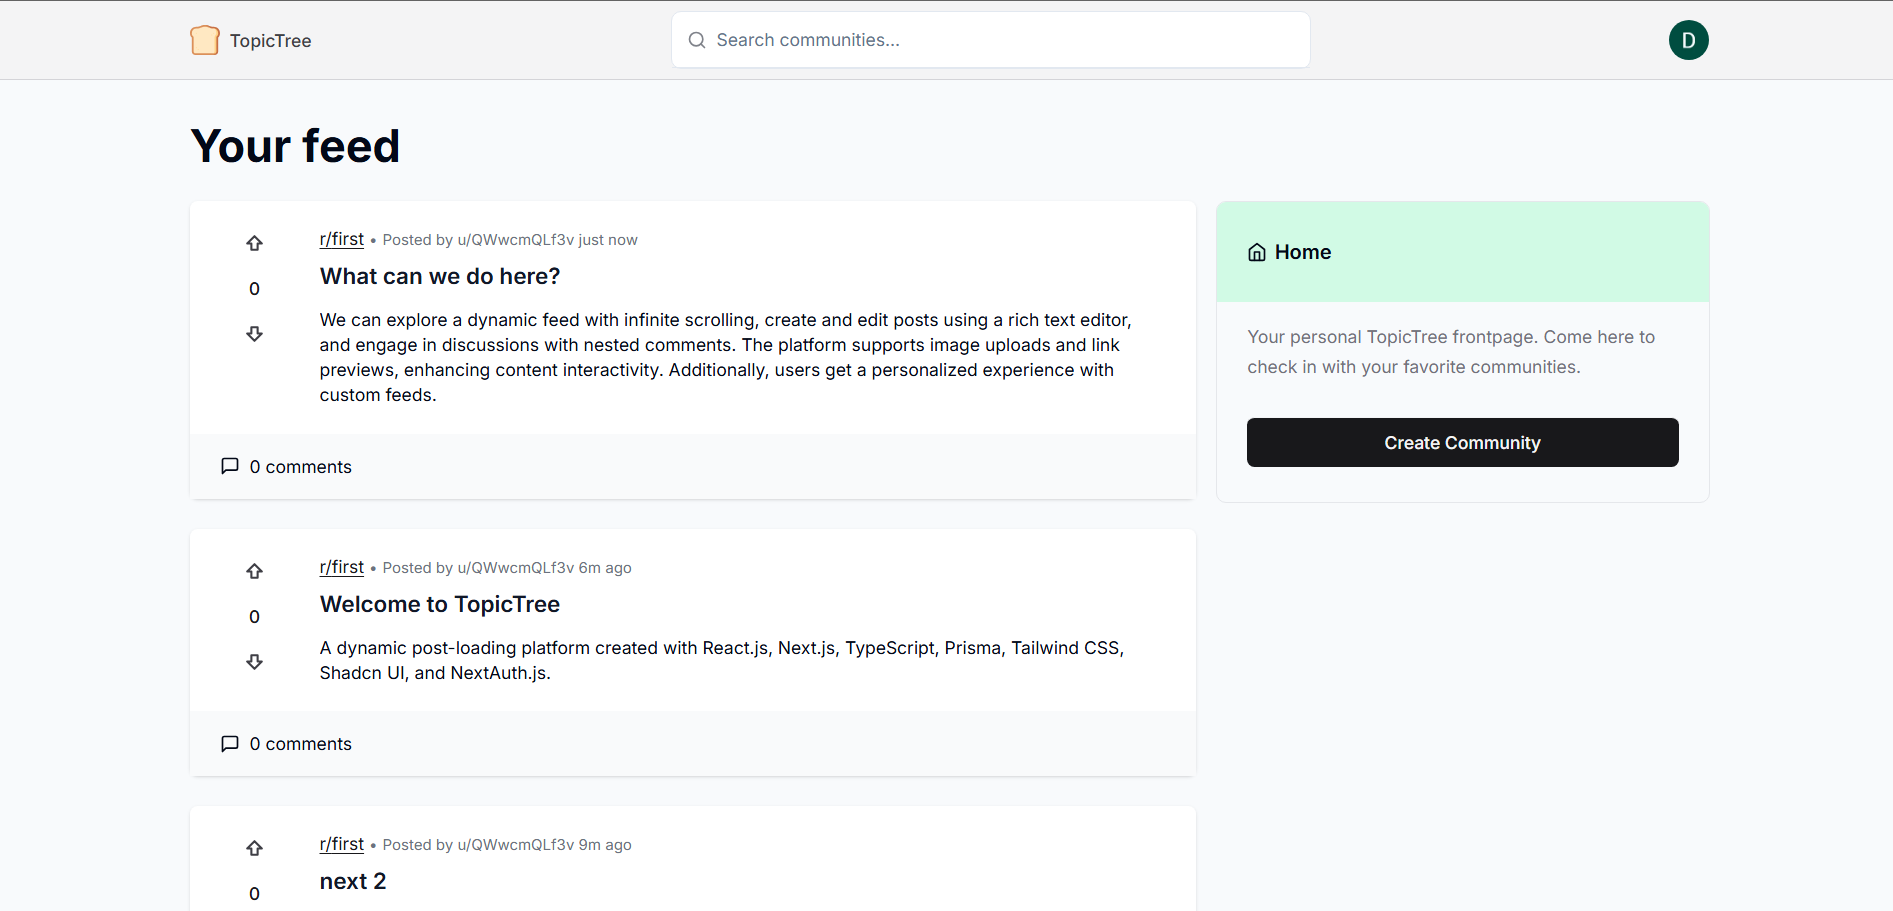 TopicTree
Search communities...
D
Your feed
r/first • Posted by u/QWwcmQLf3v just now
What can we do here?
0
We can explore a dynamic feed with infinite scrolling, create and edit posts using a rich text editor,
and engage in discussions with nested comments. The platform supports image uploads and link
previews, enhancing content interactivity. Additionally, users get a personalized experience with
custom feeds.
0 comments
Home
Your personal TopicTree frontpage. Come here to
check in with your favorite communities.
Create Community
r/first • Posted by u/QWwcmQLf3v 6m ago
Welcome to TopicTree
0
A dynamic post-loading platform created with React.js, Next.js, TypeScript, Prisma, Tailwind CSS,
Shadcn UI, and NextAuth.js.
0 comments
r/first • Posted by u/QWwcmQLf3v 9m ago
next 2
0